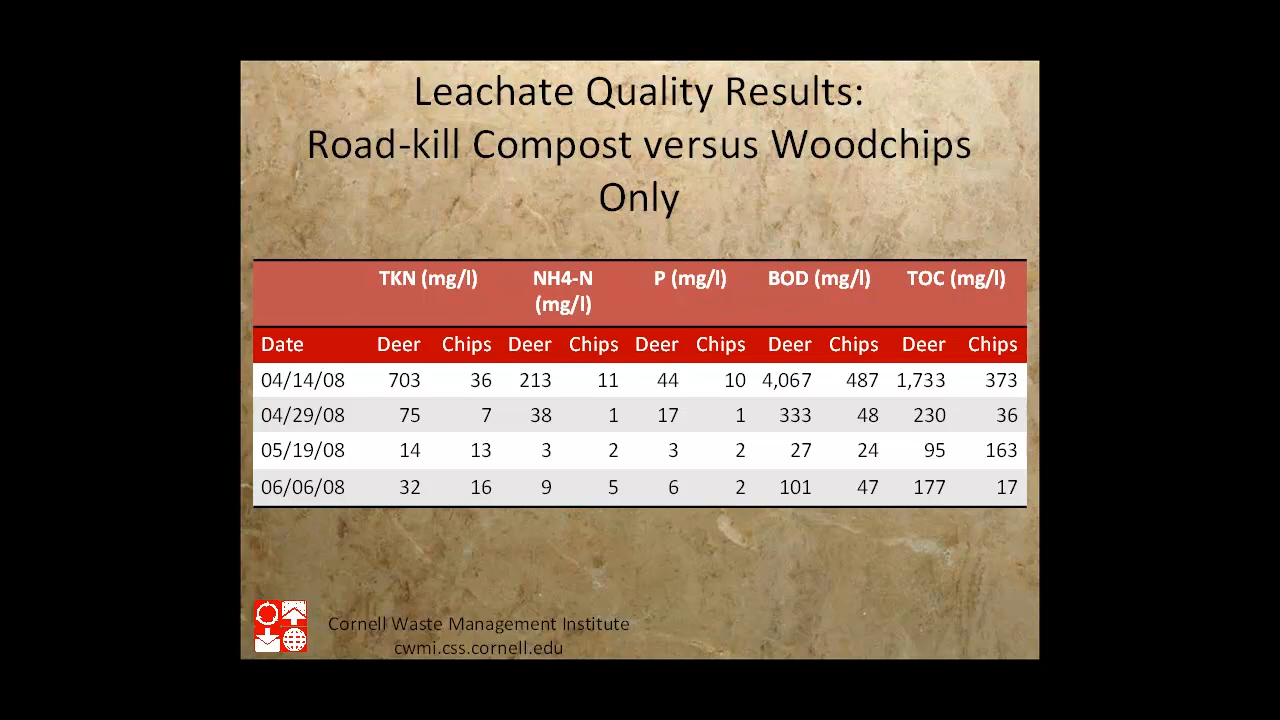 Leachate Quality Results:
Road-kill Compost versus Woodchips
Only
TKN (mg/l) NH4-N (mg/l) P (mg/l) BOD (mg/l) TOC (mg/l)
Date Deer Chips Deer Chips Deer Chips Deer Chips Deer Chips
04/14/08 703 36 213 11 44 10 4,067 487 1,733 373
04/29/08 75 7 38 1 17 1 333 48 230 36
05/19/08 14 13 3 2 3 2 27 24 95 163
06/06/08 32 16 9 5 6 2 101 47 177 17
Cornell Waste Management Institute
cwmi.css.cornell.edu